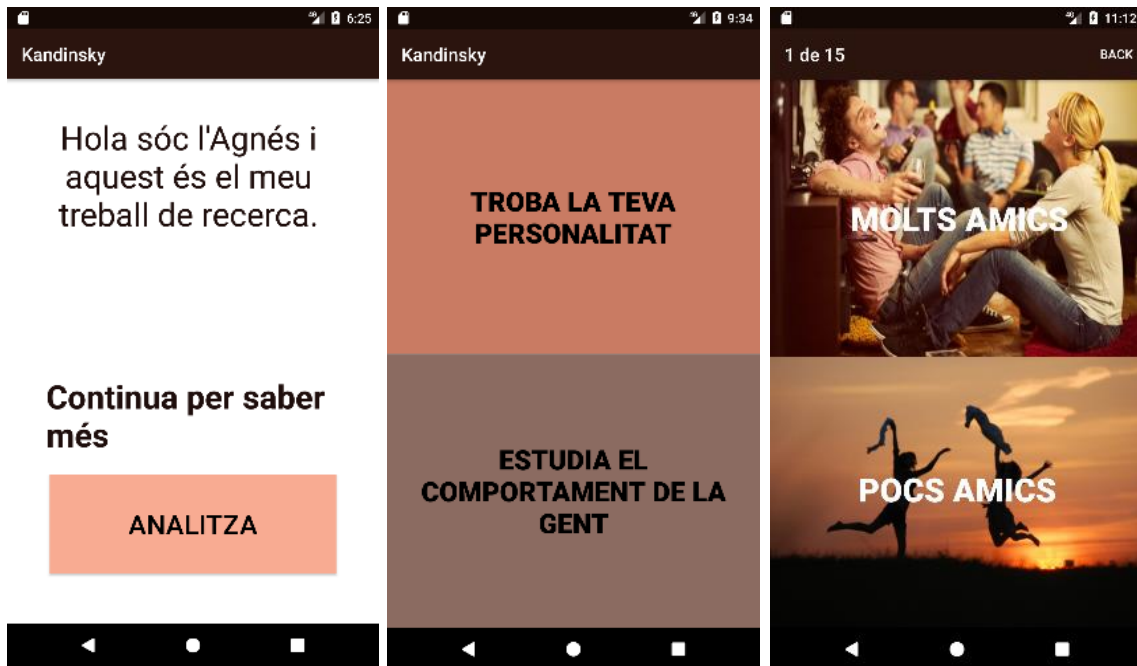 6:25
Kandinsky
Hola sóc l'Agnés i
aquest és el meu
treball de recerca.
Continua per saber
més
ANALITZA
9:34
Kandinsky
TROBA LA TEVA
PERSONALITAT
ESTUDIA EL
COMPORTAMENT DE LA
GENT
11:12
1 de 15
BACK
MOLTS AMICS
POCS AMICS